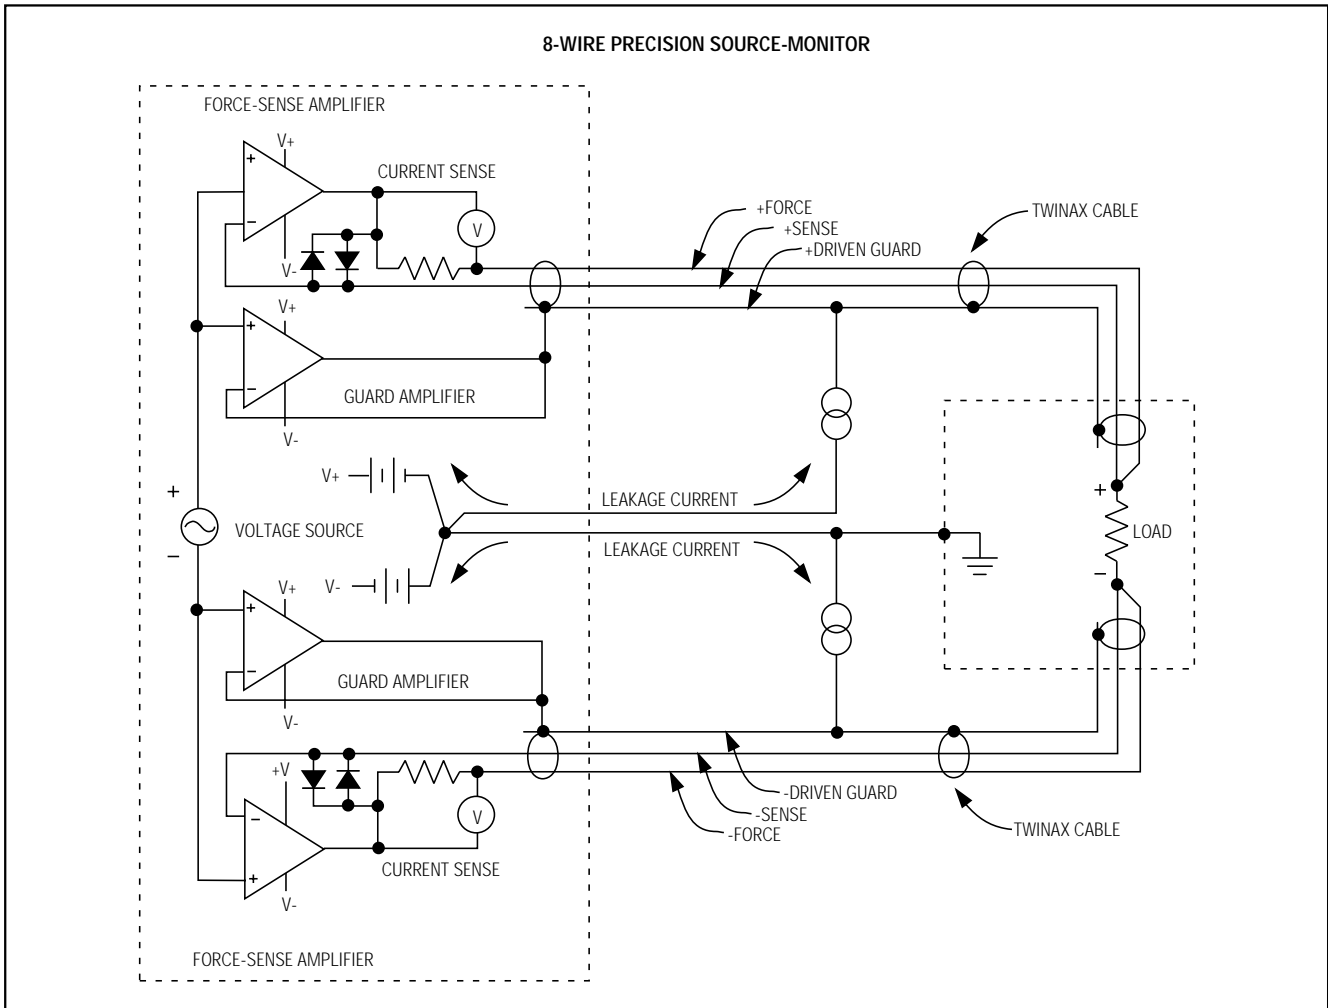 8-WIRE PRECISION SOURCE-MONITOR
FORCE-SENSE AMPLIFIER
V+
+
CURRENT SENSE
−
V
V-
+FORCE
+SENSE
+DRIVEN GUARD
TWINAX CABLE
V+
+
−
GUARD AMPLIFIER
V-
V+
LEAKAGE CURRENT
+
VOLTAGE SOURCE
−
LEAKAGE CURRENT
V-
+
LOAD
−
V+
+
−
GUARD AMPLIFIER
V-
+V
−
V
+
CURRENT SENSE
V-
-DRIVEN GUARD
-SENSE
-FORCE
TWINAX CABLE
FORCE-SENSE AMPLIFIER